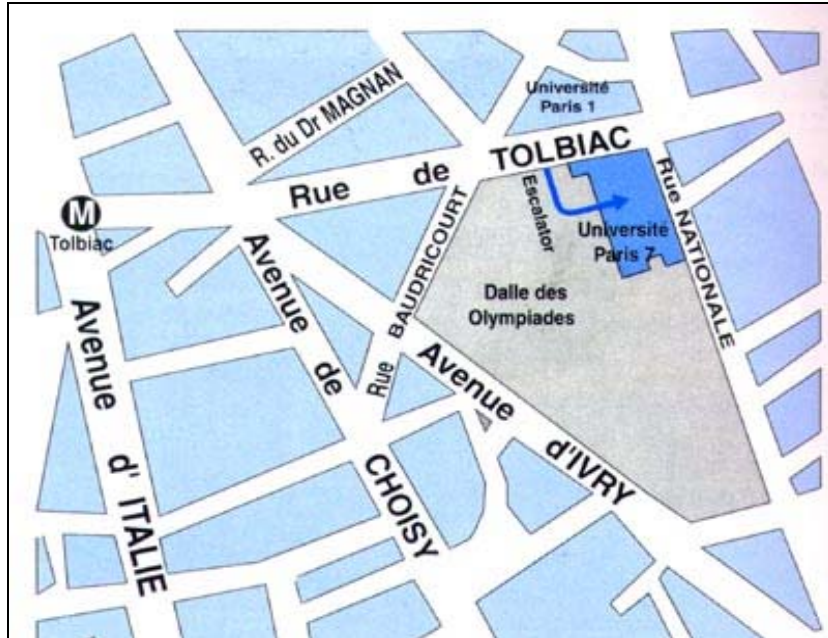 R. du Dr MAGNAN
Université
Paris 1
Rue de TOLBIAC
M
Tolbiac
Escalator
Université
Paris 7
Rue NATIONALE
Rue BAUDRICOURT
Dalle des
Olympiades
Avenue d' ITALIE
Avenue de CHOISY
Avenue d'IVRY